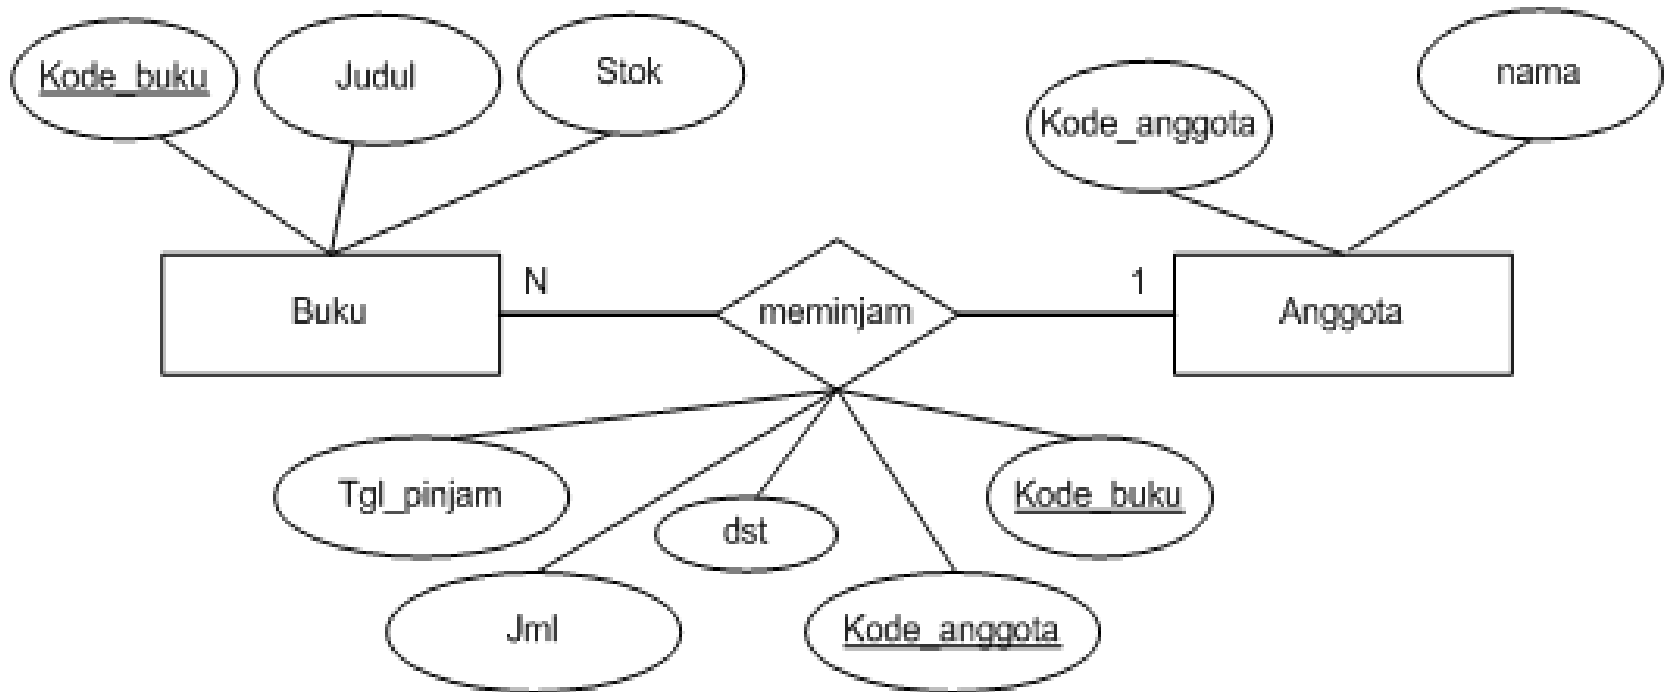 Kode_buku
Judul
Stok
Kode_anggota
nama
Buku
N
meminjam
1
Anggota
Tgl_pinjam
dst
Kode_buku
Jml
Kode_anggota